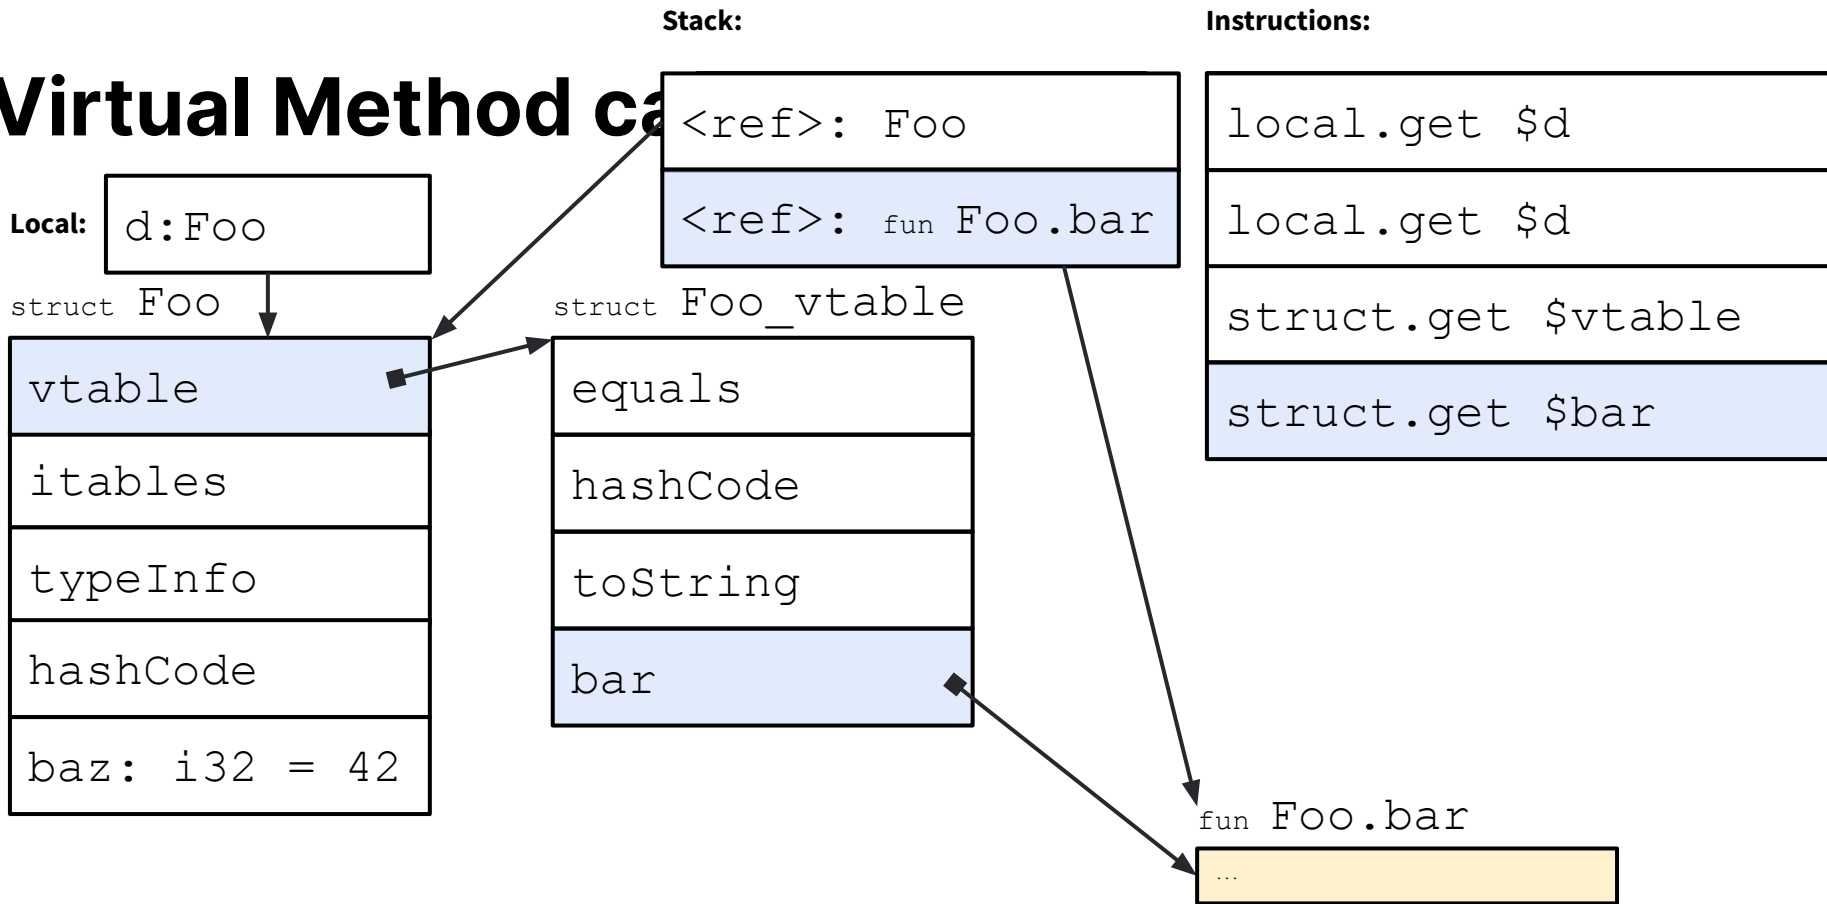 Stack:
Instructions:
Virtual Method ca
<ref>: Foo
<ref>: fun Foo.bar
local.get $d
local.get $d
struct.get $vtable
struct.get $bar
Local:
d:Foo
struct Foo
vtable
itables
typeInfo
hashCode
baz: i32 = 42
struct Foo_vtable
equals
hashCode
toString
bar
fun Foo.bar
...